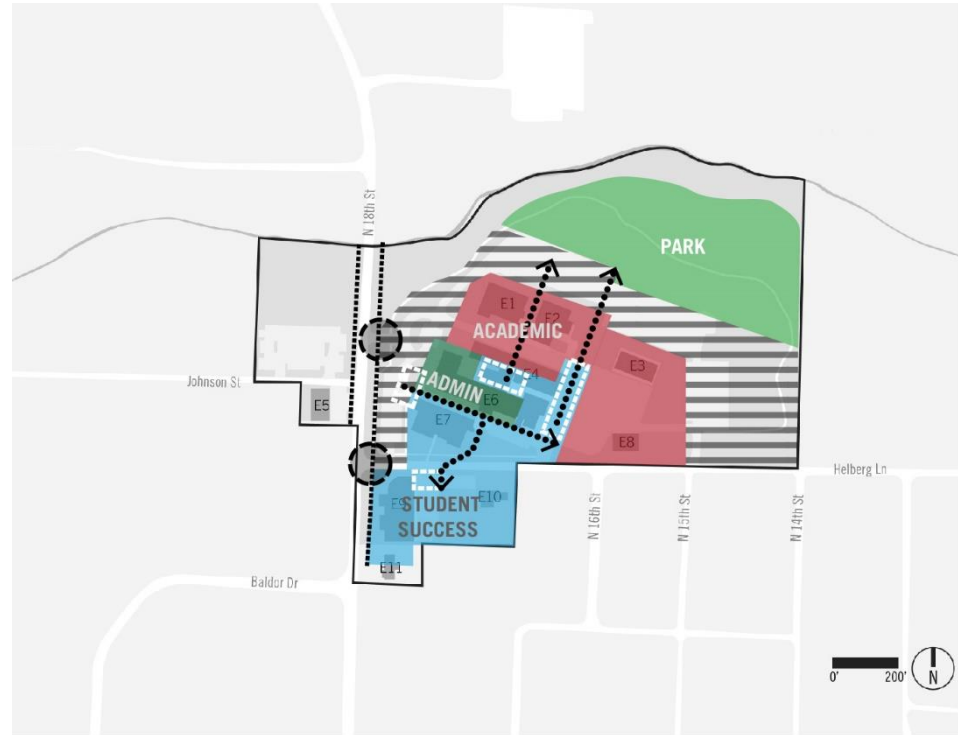 N 18th St
PARK
E1
E2
ACADEMIC
E3
E4
Johnson St
ADMIN
E5
E6
E7
E8
Helberg Ln
E9
E10
STUDENT
SUCCESS
N 16th St
N 15th St
N 14th St
E11
Baldor Dr
0'
200'
N